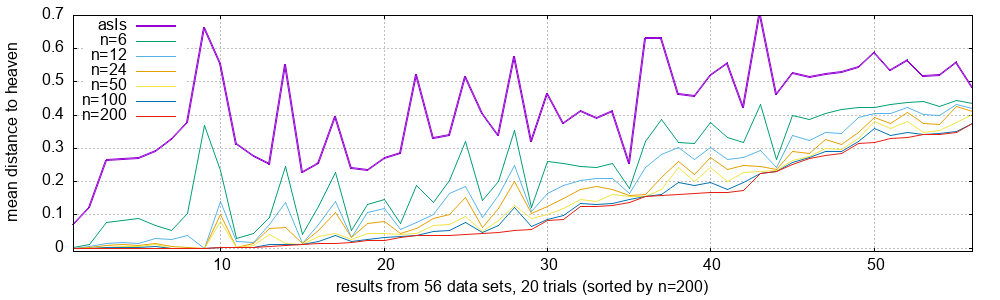 0.7
0.6
0.5
0.4
0.3
0.2
0.1
0
mean distance to heaven
asIs
n=6
n=12
n=24
n=50
n=100
n=200
10 20 30 40 50
results from 56 data sets, 20 trials (sorted by n=200)